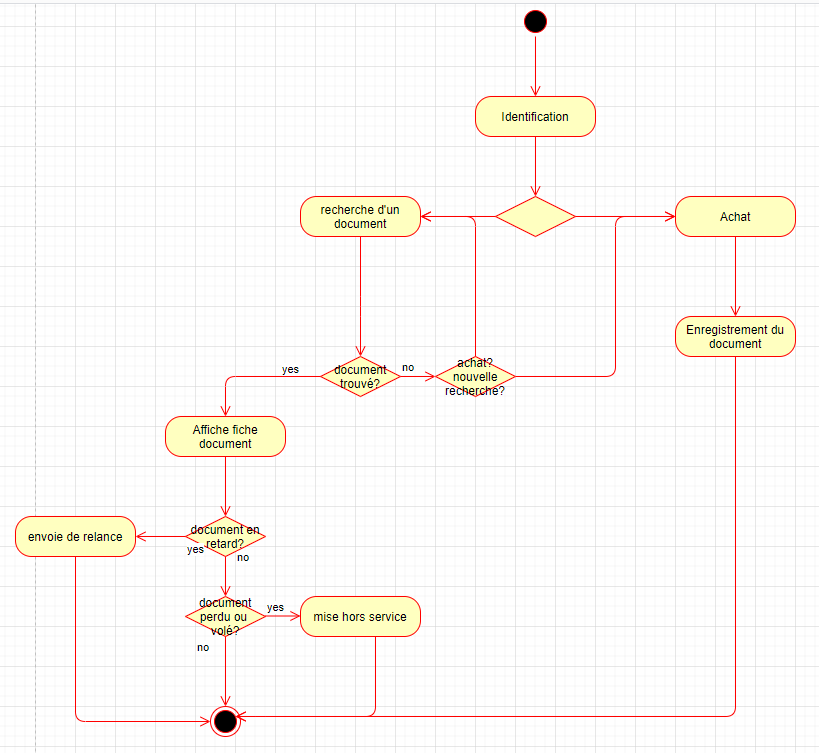 Identification
recherche d'un
document
Achat
Enregistrement du
document
document
trouvé?
yes
no
achat?
nouvelle
recherche?
Affiche fiche
document
document en
retard?
yes
no
envoie de relance
document
perdu ou
volé?
yes
no
mise hors service